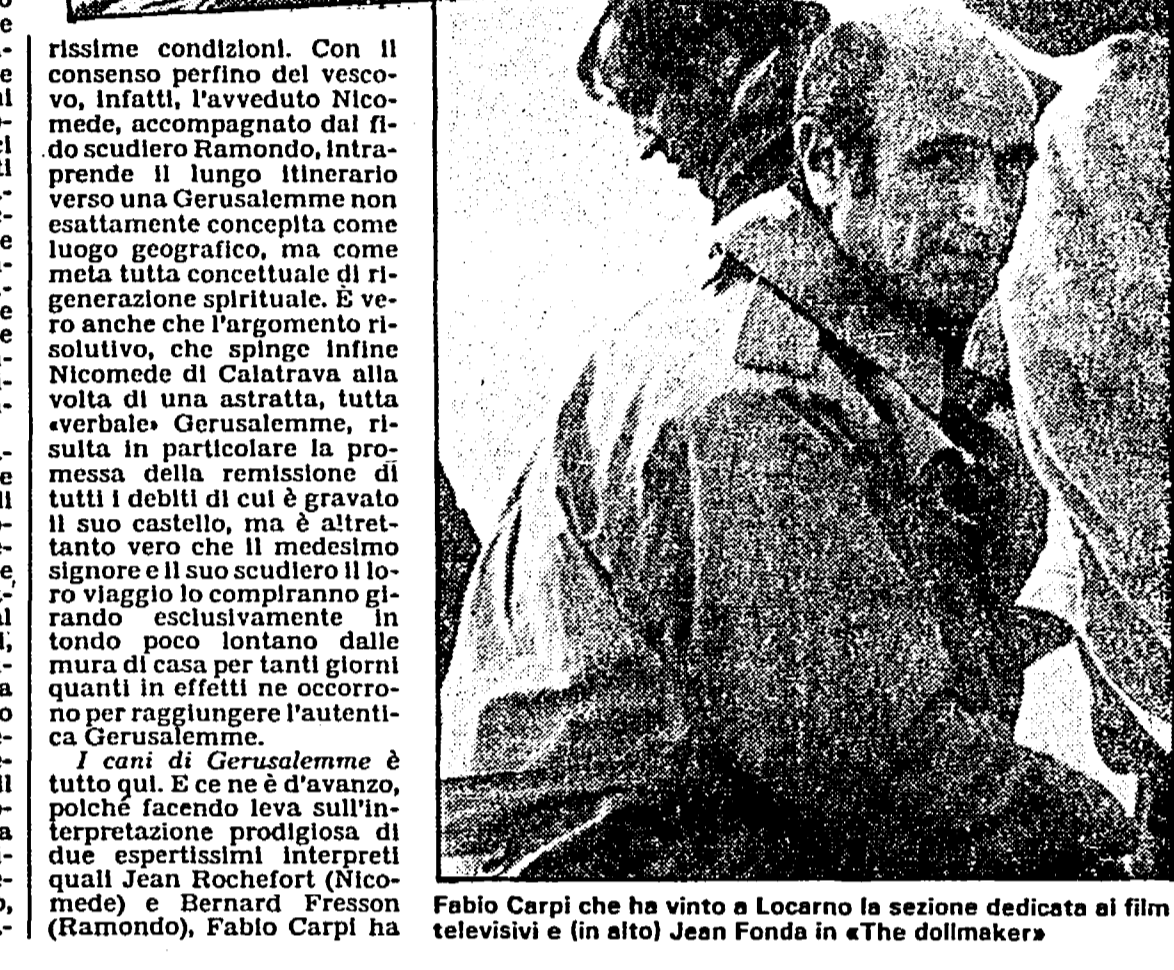 rissime condizioni. Con il
consenso perfino del vesco-
vo, infatti, l'avveduto Nico-
mede, accompagnato dal fi-
do scudiero Ramondo, intra-
prende il lungo itinerario
verso una Gerusalemme non
esattamente concepita come
luogo geografico, ma come
meta tutta concettuale di ri-
generazione spirituale. È ve-
ro anche che l'argomento ri-
solutivo, che spinge infine
Nicomede di Calatrava alla
volta di una astratta, tutta
«verbale» Gerusalemme, ri-
sulta in particolare la pro-
messa della remissione di
tutti i debiti di cui è gravato
il suo castello, ma è altret-
tanto vero che il medesimo
signore e il suo scudiero il lo-
ro viaggio lo compiranno gi-
rando esclusivamente in
tondo poco lontano dalle
mura di casa per tanti giorni
quanti in effetti ne occorro-
no per raggiungere l'autenti-
ca Gerusalemme.
I cani di Gerusalemme è
tutto qui. E ce ne è d'avanzo,
poiché facendo leva sull'in-
terpretazione prodigiosa di
due espertissimi interpreti
quali Jean Rochefort (Nico-
mede) e Bernard Fresson
(Ramondo), Fabio Carpi ha
Fabio Carpi che ha vinto a Locarno la sezione dedicata ai film
televisivi e (in alto) Jean Fonda in «The dollmaker»